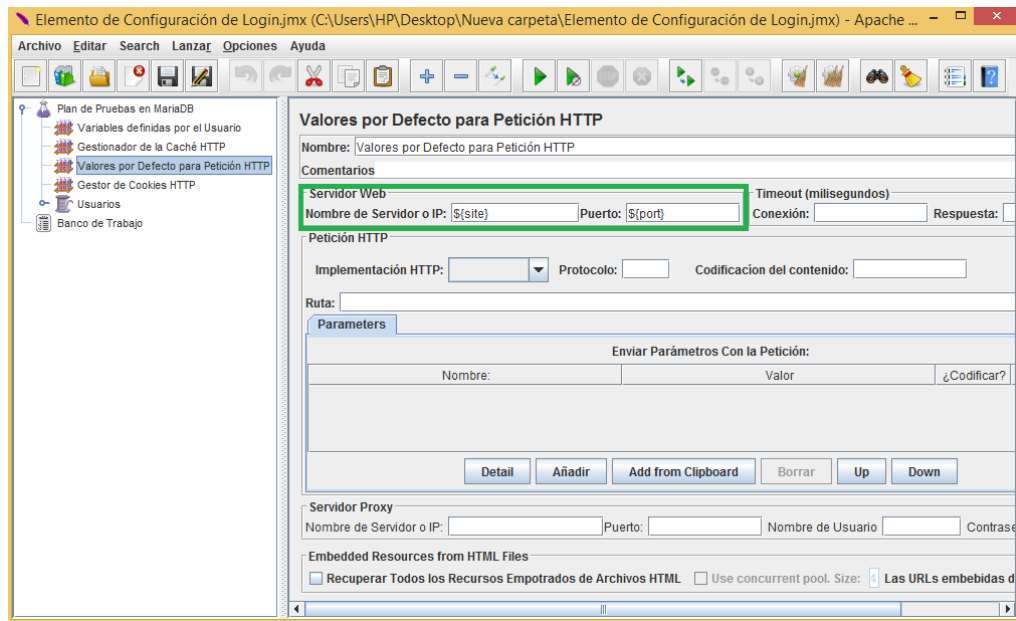 Elemento de Configuración de Login.jmx (C:\Users\HP\Desktop\Nueva carpeta\Elemento de Configuración de Login.jmx) - Apache ...
Archivo Editar Search Lanzar Opciones Ayuda
Plan de Pruebas en MariaDB
Variables definidas por el Usuario
Gestionador de la Caché HTTP
Valores por Defecto para Petición HTTP
Gestor de Cookies HTTP
Usuarios
Banco de Trabajo
Valores por Defecto para Petición HTTP
Nombre: Valores por Defecto para Petición HTTP
Comentarios
Servidor Web Timeout (milisegundos)
Nombre de Servidor o IP: ${site} Puerto: ${port} Conexión: Respuesta:
Petición HTTP
Implementación HTTP: Protocolo: Codificacion del contenido:
Ruta:
Parameters
Enviar Parámetros Con la Petición:
Nombre: Valor ¿Codificar?
Detail Añadir Add from Clipboard Borrar Up Down
Servidor Proxy
Nombre de Servidor o IP: Puerto: Nombre de Usuario Contrase
Embedded Resources from HTML Files
Recuperar Todos los Recursos Empotrados de Archivos HTML Use concurrent pool. Size: 4 Las URLs embebidas d